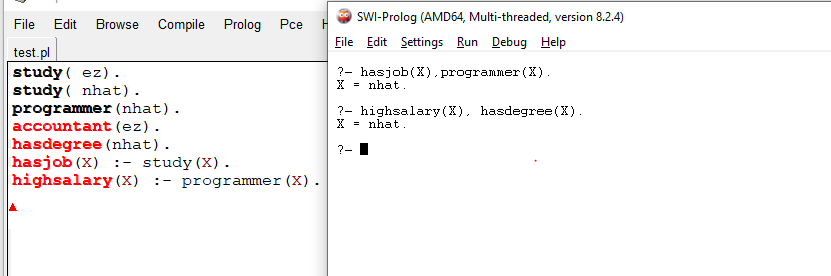 File Edit Browse Compile Prolog Pce
test.pl
study( ez).
study( nhat).
programmer(nhat).
accountant(ez).
hasdegree(nhat).
hasjob(X) :- study(X).
highsalary(X) :- programmer(X).
SWI-Prolog (AMD64, Multi-threaded, version 8.2.4)
File Edit Settings Run Debug Help
?- hasjob(X),programmer(X).
X = nhat.
?- highsalary(X), hasdegree(X).
X = nhat.
?-